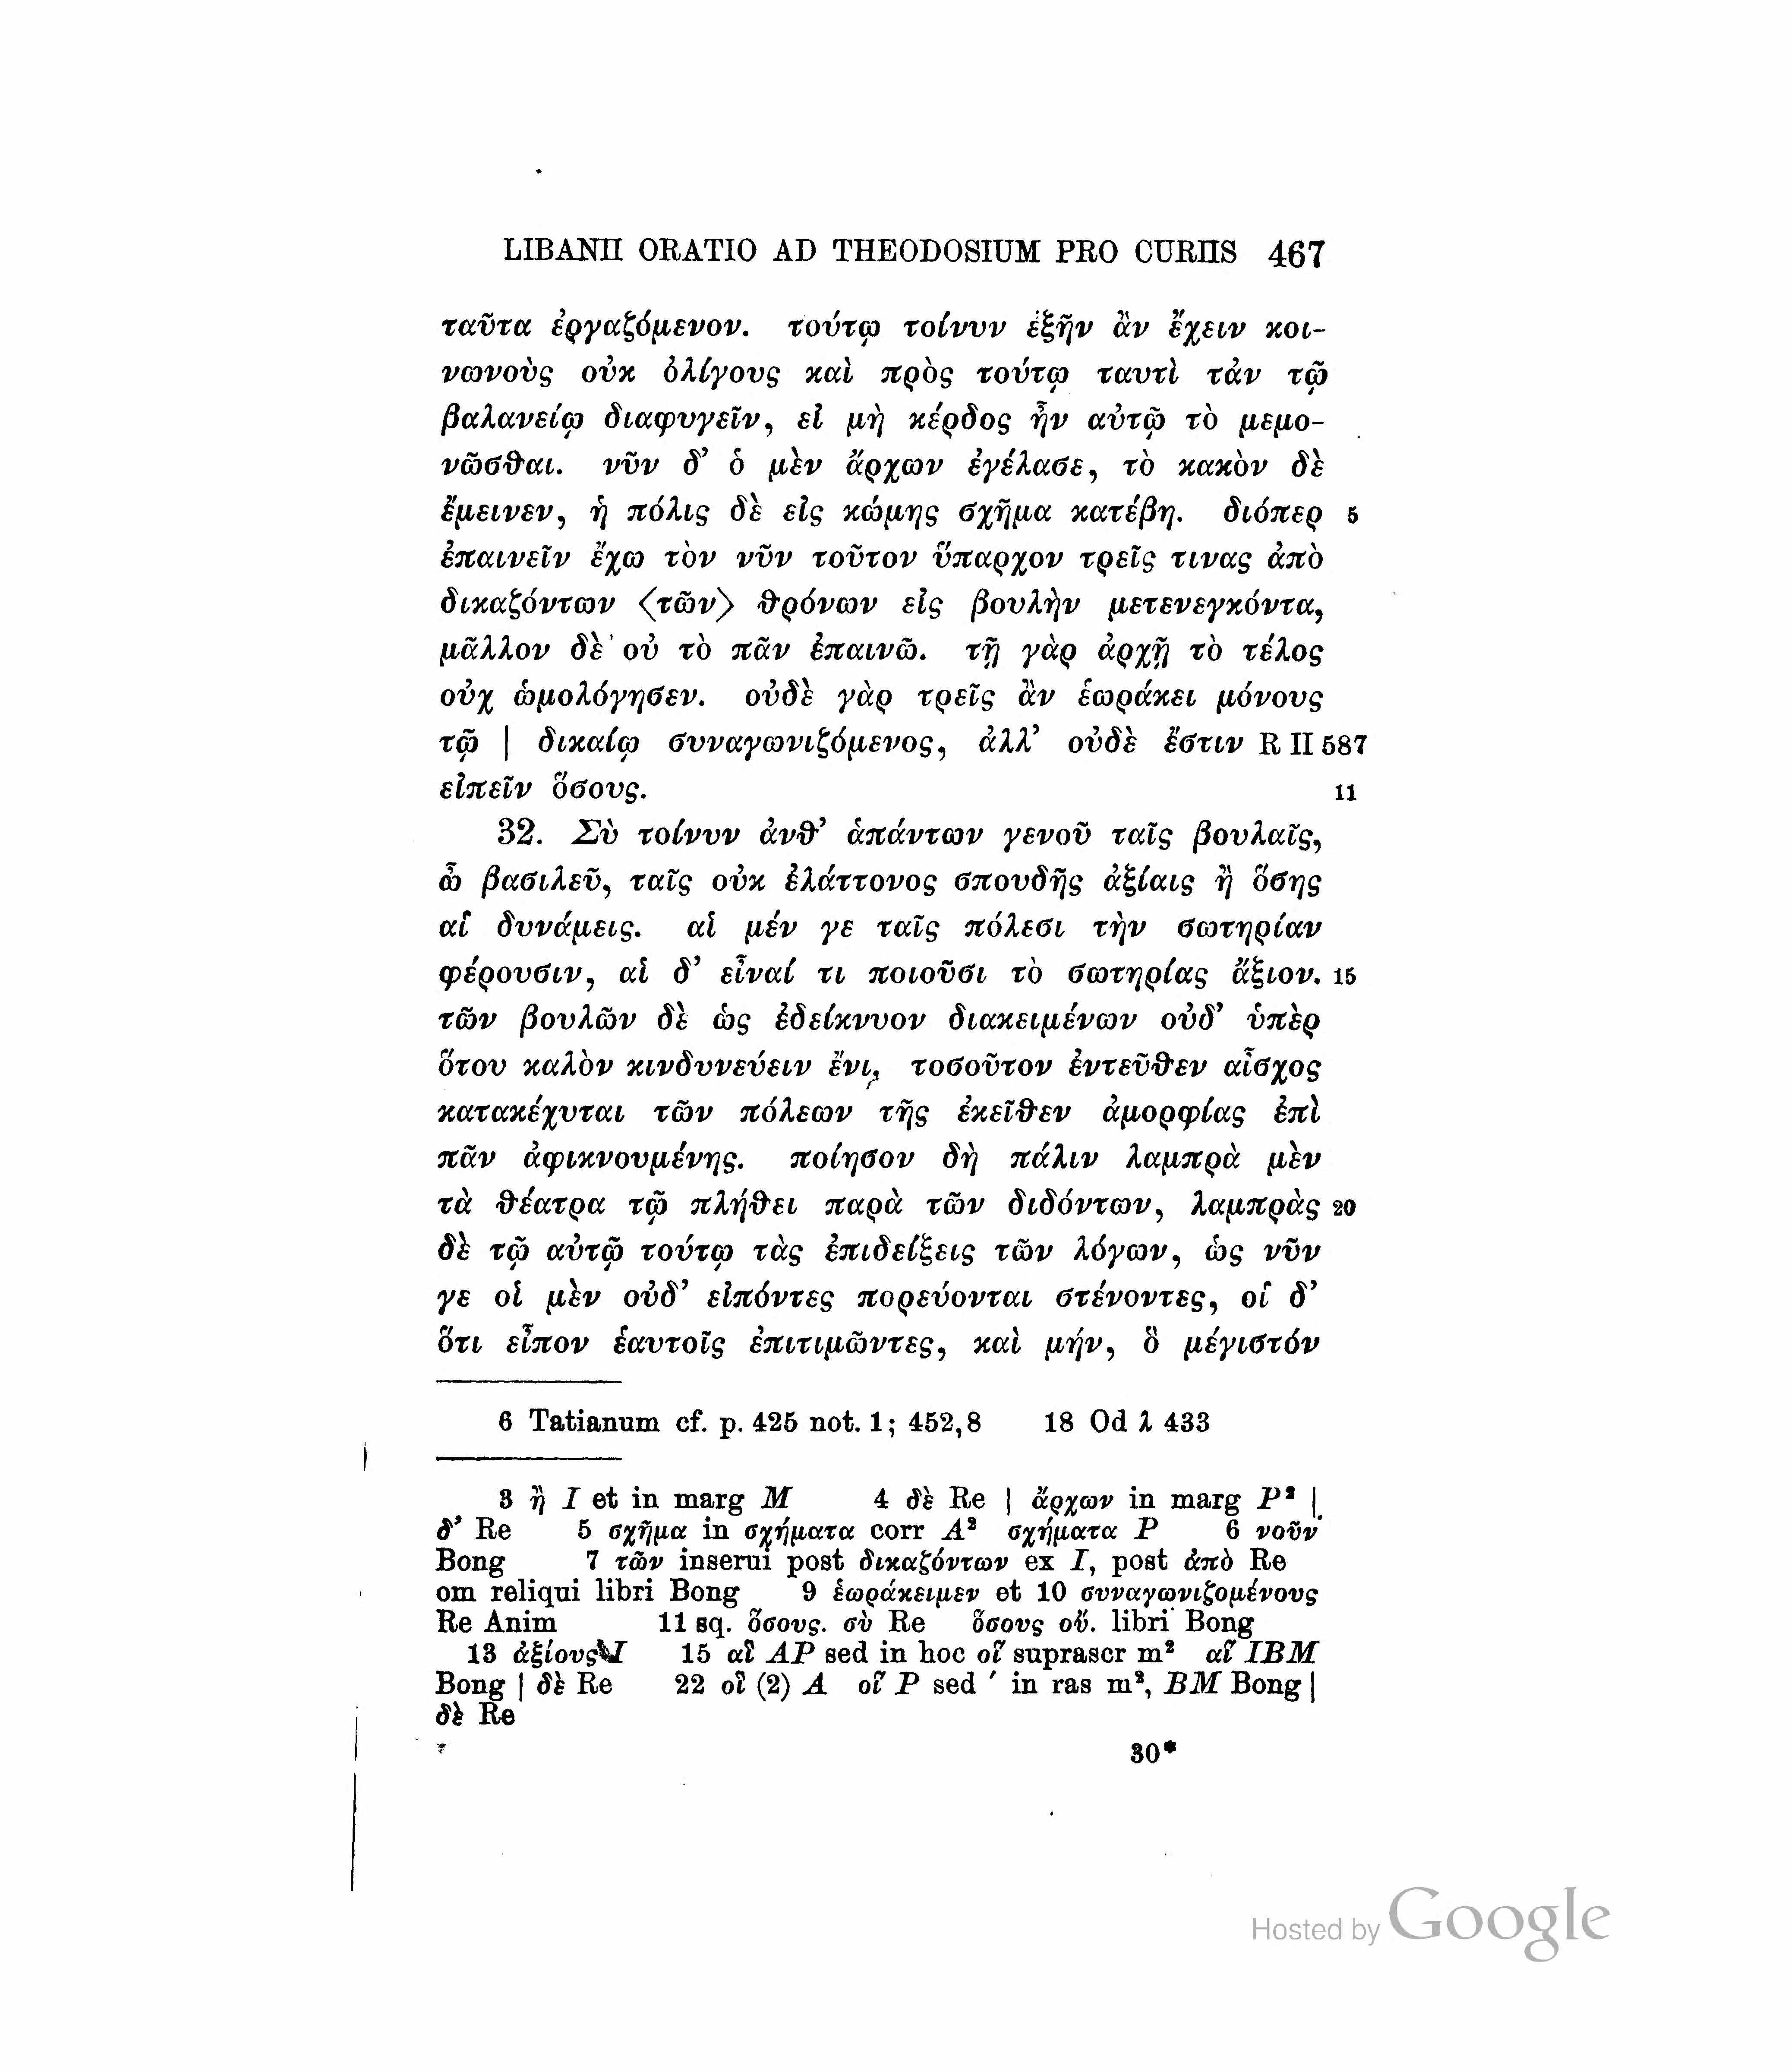 LIBANII ORATIO AD THEODOSIUM PRO CURIIS 467
ταῦτα ἐργαζόμενον. τούτῳ τοίνυν ἐξῆν ἂν ἔχειν κοι-
νωνοὺς οὐκ ὀλίγους καὶ πρὸς τούτῳ ταυτὶ τἀν τῷ
βαλανείῳ διαφυγεῖν, εἰ μὴ κέρδος ἦν αὐτῷ τὸ μεμο-
νῶσθαι. νῦν δ’ ὁ μὲν ἄρχων ἐγέλασε, τὸ κακὸν δὲ
ἔμεινεν, ἡ πόλις δὲ εἰς κώμης σχῆμα κατέβη. διόπερ 5
ἐπαινεῖν ἔχω τὸν νῦν τοῦτον ὕπαρχον τρεῖς τινας ἀπὸ
δικαζόντων ⟨τῶν⟩ θρόνων εἰς βουλὴν μετενεγκόντα,
μᾶλλον δὲ οὐ τὸ πᾶν ἐπαινῶ. τῇ γὰρ ἀρχῇ τὸ τέλος
οὐχ ὡμολόγησεν. οὐδὲ γὰρ τρεῖς ἂν ἑωράκει μόνους
τῷ | δικαίῳ συναγωνιζόμενος, ἀλλ’ οὐδὲ ἔστιν R II 587
εἰπεῖν ὅσους. 11
32. Σὺ τοίνυν ἀνθ’ ἁπάντων γενοῦ ταῖς βουλαῖς,
ὦ βασιλεῦ, ταῖς οὐκ ἐλάττονος σπουδῆς ἀξίαις ἢ ὅσης
αἱ δυνάμεις. αἱ μέν γε ταῖς πόλεσι τὴν σωτηρίαν
φέρουσιν, αἱ δ’ εἶναί τι ποιοῦσι τὸ σωτηρίας ἄξιον. 15
τῶν βουλῶν δὲ ὡς ἐδείκνυον διακειμένων οὐδ’ ὑπὲρ
ὅτου καλὸν κινδυνεύειν ἔνι, τοσοῦτον ἐντεῦθεν αἶσχος
κατακέχυται τῶν πόλεων τῆς ἐκεῖθεν ἀμορφίας ἐπὶ
πᾶν ἀφικνουμένης. ποίησον δὴ πάλιν λαμπρὰ μὲν
τὰ θέατρα τῷ πλήθει παρὰ τῶν διδόντων, λαμπρὰς 20
δὲ τῷ αὐτῷ τούτῳ τὰς ἐπιδείξεις τῶν λόγων, ὡς νῦν
γε οἱ μὲν οὐδ’ εἰπόντες πορεύονται στένοντες, οἱ δ’
ὅτι εἶπον ἑαυτοῖς ἐπιτιμῶντες, καὶ μήν, ὃ μέγιστόν
6 Tatianum cf. p. 425 not. 1; 452,8 18 Od λ 433
3 ἢ I et in marg M 4 δὲ Re | ἄρχων in marg P² |
δ’ Re 5 σχῆμα in σχήματα corr A² σχήματα P 6 νοῦν
Bong 7 τῶν inserui post δικαζόντων ex I, post ἀπὸ Re
om reliqui libri Bong 9 ἑωράκειμεν et 10 συναγωνιζομένους
Re Anim 11 sq. ὅσους. σὺ Re ὅσους οὔ. libri Bong
13 ἀξίους I 15 αἳ AP sed in hoc οἵ suprascr m² αἵ IBM
Bong | δὲ Re 22 οἳ (2) A οἵ P sed ′ in ras m², BM Bong |
δὲ Re
30*
Hosted by Google